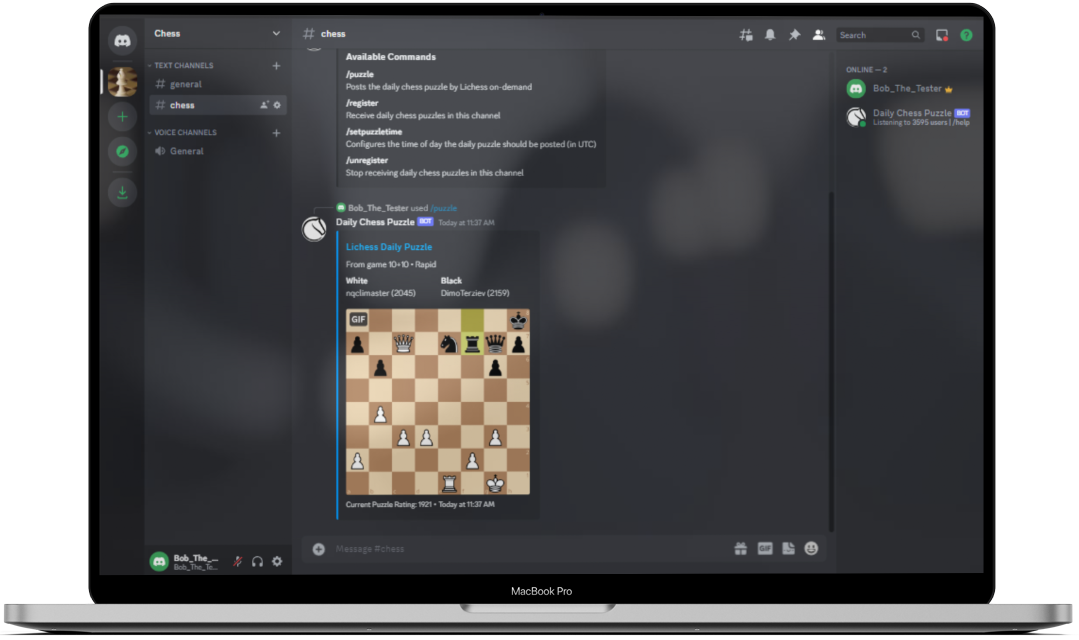 Chess
# chess
Search
TEXT CHANNELS
# general
# chess
VOICE CHANNELS
General
Available Commands
/puzzle
Posts the daily chess puzzle by Lichess on-demand
/register
Receive daily chess puzzles in this channel
/setpuzzletime
Configures the time of day the daily puzzle should be posted (in UTC)
/unregister
Stop receiving daily chess puzzles in this channel
Bob_The_Tester used /puzzle
Daily Chess Puzzle BOT Today at 11:37 AM
Lichess Daily Puzzle
From game 10+10 • Rapid
White Black
nqclimaster (2045) DimoTerziev (2159)
GIF
Current Puzzle Rating: 1921 • Today at 11:37 AM
Message #chess
GIF
ONLINE — 2
Bob_The_Tester
Daily Chess Puzzle BOT
Listening to 3595 users | /help
Bob_The_...
Bob_The_Te...
MacBook Pro